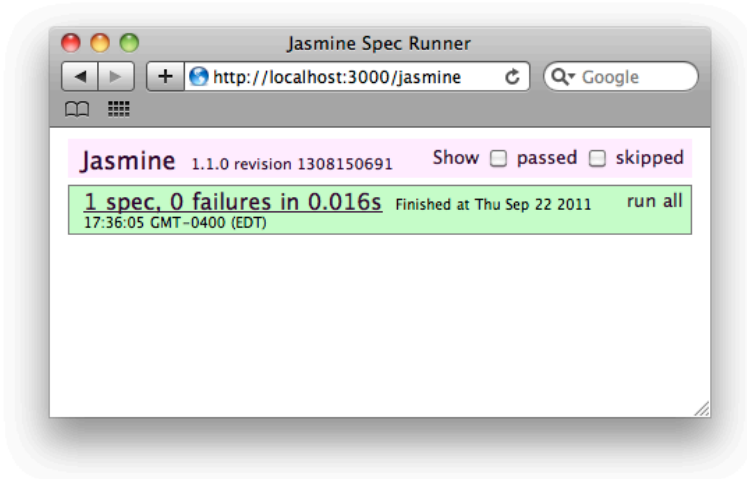 Jasmine Spec Runner
http://localhost:3000/jasmine
Google
Jasmine 1.1.0 revision 1308150691 Show passed skipped
1 spec, 0 failures in 0.016s Finished at Thu Sep 22 2011 run all
17:36:05 GMT-0400 (EDT)